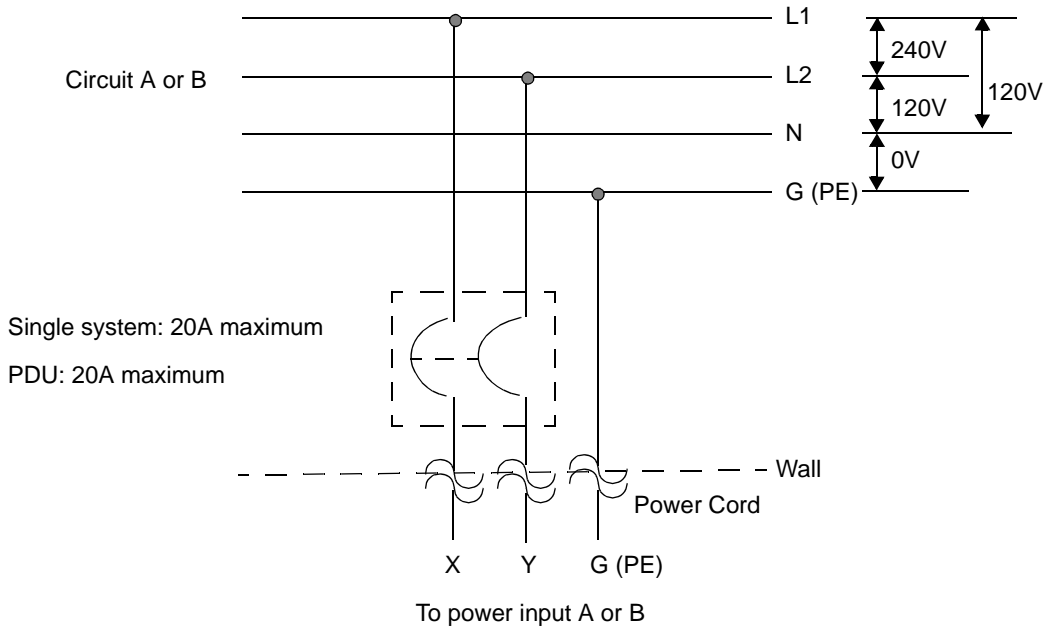 L1
240V
Circuit A or B
L2
120V
120V
N
0V
G (PE)
Single system: 20A maximum
PDU: 20A maximum
Wall
Power Cord
X
Y
G (PE)
To power input A or B